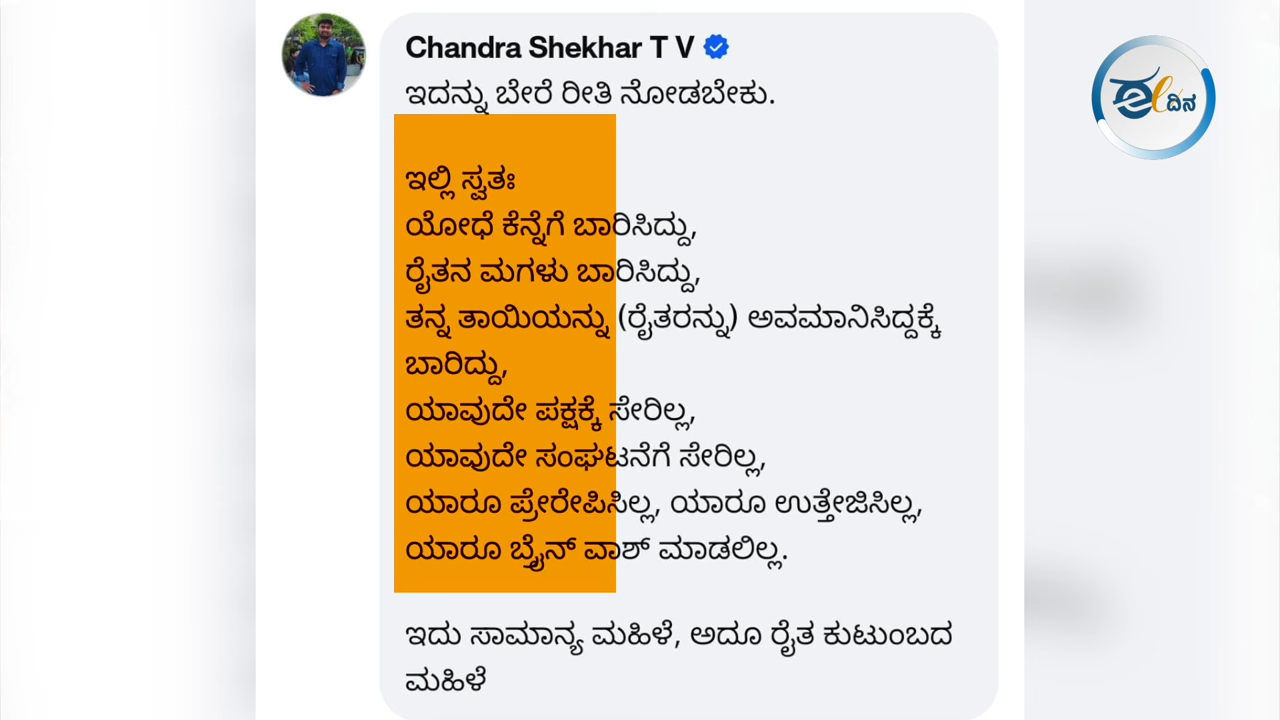 Chandra Shekhar T V
ಇದನ್ನು ಬೇರೆ ರೀತಿ ನೋಡಬೇಕು.
ಇಲ್ಲಿ ಸ್ವತಃ
ಯೋಧೆ ಕೆನ್ನೆಗೆ ಬಾರಿಸಿದ್ದು,
ರೈತನ ಮಗಳು ಬಾರಿಸಿದ್ದು,
ತನ್ನ ತಾಯಿಯನ್ನು (ರೈತರನ್ನು) ಅವಮಾನಿಸಿದ್ದಕ್ಕೆ
ಬಾರಿದ್ದು,
ಯಾವುದೇ ಪಕ್ಷಕ್ಕೆ ಸೇರಿಲ್ಲ,
ಯಾವುದೇ ಸಂಘಟನೆಗೆ ಸೇರಿಲ್ಲ,
ಯಾರೂ ಪ್ರೇರೇಪಿಸಿಲ್ಲ, ಯಾರೂ ಉತ್ತೇಜಿಸಿಲ್ಲ,
ಯಾರೂ ಬ್ರೈನ್ ವಾಶ್ ಮಾಡಲಿಲ್ಲ.
ಇದು ಸಾಮಾನ್ಯ ಮಹಿಳೆ, ಅದೂ ರೈತ ಕುಟುಂಬದ
ಮಹಿಳೆ
ಈದಿನ